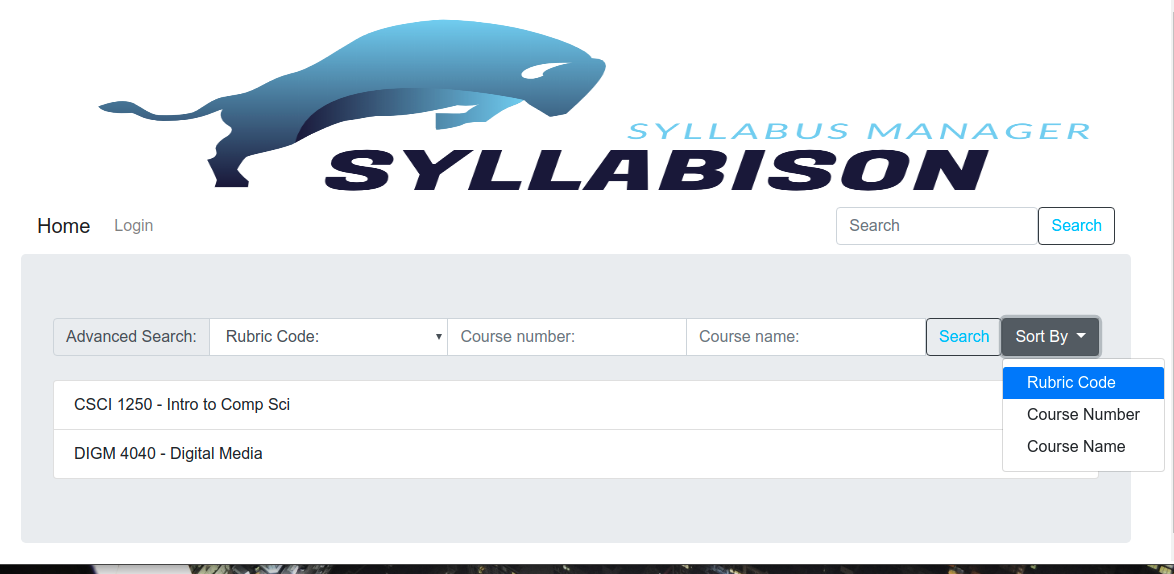 SYLLABUS MANAGER
SYLLABISON
Home Login Search Search
Advanced Search: Rubric Code: Course number: Course name: Search Sort By
Rubric Code
CSCI 1250 - Intro to Comp Sci
Course Number
Course Name
DIGM 4040 - Digital Media